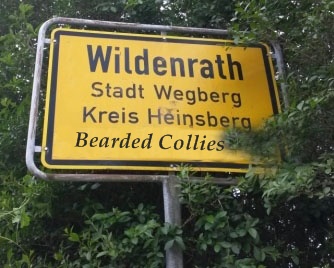 Wildenrath
Stadt Wegberg
Kreis Heinsberg
Bearded Collies